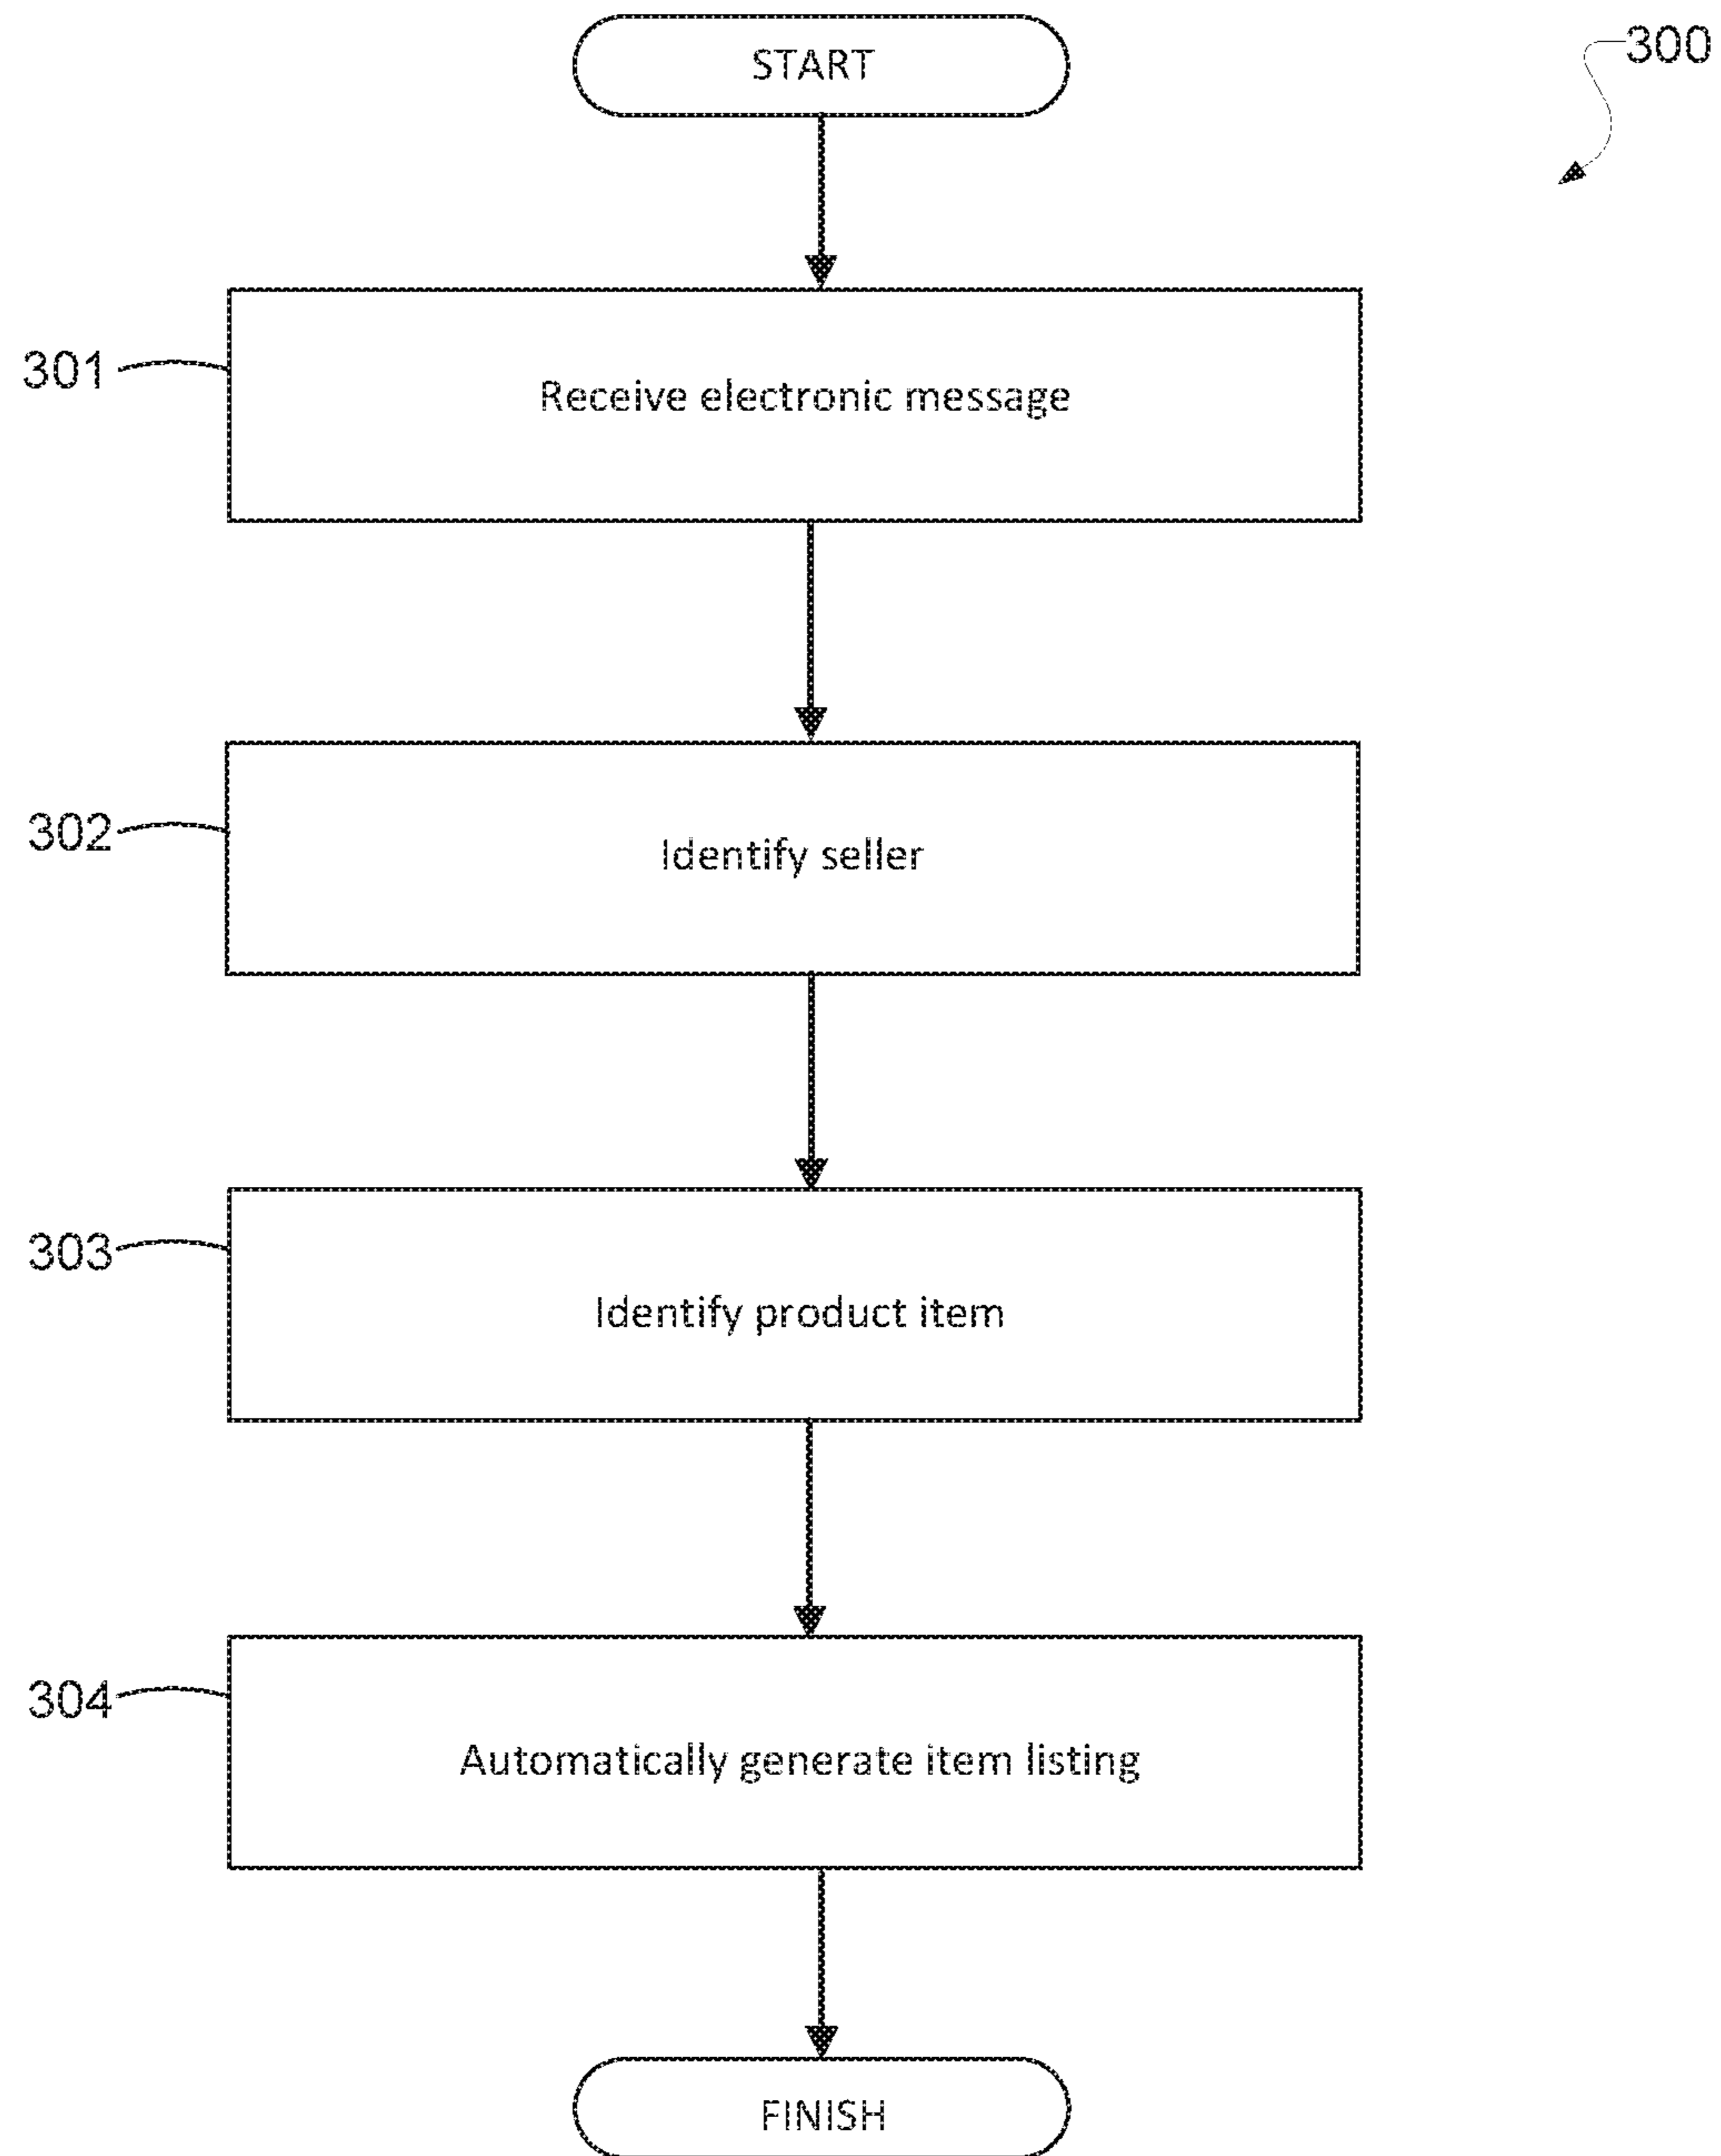 START
300
301
Receive electronic message
302
Identify seller
303
Identify product item
304
Automatically generate item listing
FINISH